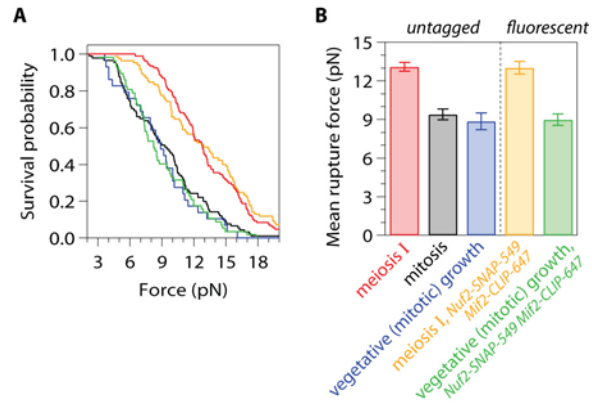 A
Survival probability
1.0
0.8
0.6
0.4
0.2
0.0
3 6 9 12 15 18
Force (pN)
B
untagged fluorescent
Mean rupture force (pN)
15
12
9
6
3
0
meiosis I
mitosis
vegetative (mitotic) growth
meiosis I, Nuf2-SNAP-549
Mif2-CLIP-647
vegetative (mitotic) growth,
Nuf2-SNAP-549 Mif2-CLIP-647